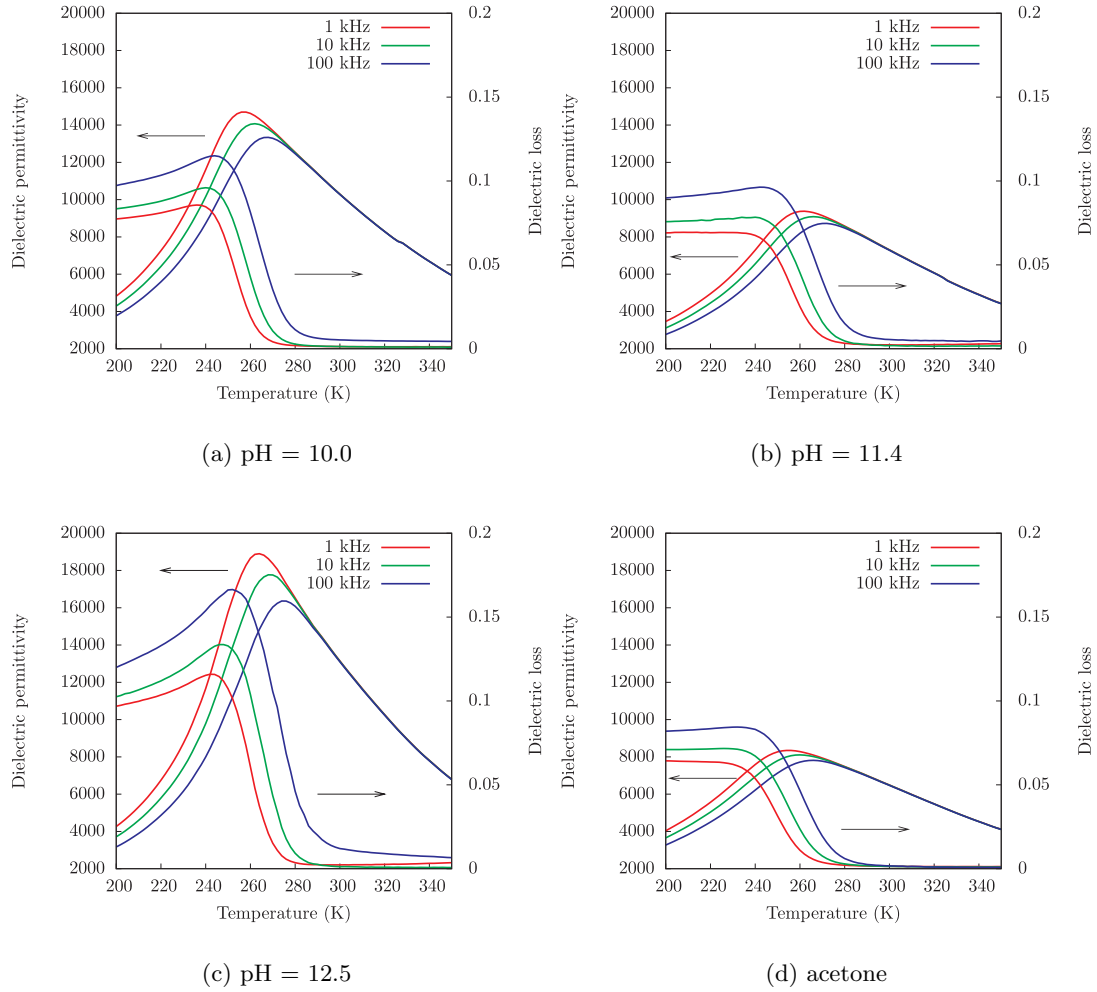 20000
18000
16000
14000
12000
10000
8000
6000
4000
2000
200 220 240 260 280 300 320 340
0.2
0.15
0.1
0.05
0
Dielectric permittivity
Dielectric loss
Temperature (K)
1 kHz
10 kHz
100 kHz
(a) pH = 10.0
20000
18000
16000
14000
12000
10000
8000
6000
4000
2000
200 220 240 260 280 300 320 340
0.2
0.15
0.1
0.05
0
Dielectric permittivity
Dielectric loss
Temperature (K)
1 kHz
10 kHz
100 kHz
(b) pH = 11.4
20000
18000
16000
14000
12000
10000
8000
6000
4000
2000
200 220 240 260 280 300 320 340
0.2
0.15
0.1
0.05
0
Dielectric permittivity
Dielectric loss
Temperature (K)
1 kHz
10 kHz
100 kHz
(c) pH = 12.5
20000
18000
16000
14000
12000
10000
8000
6000
4000
2000
200 220 240 260 280 300 320 340
0.2
0.15
0.1
0.05
0
Dielectric permittivity
Dielectric loss
Temperature (K)
1 kHz
10 kHz
100 kHz
(d) acetone